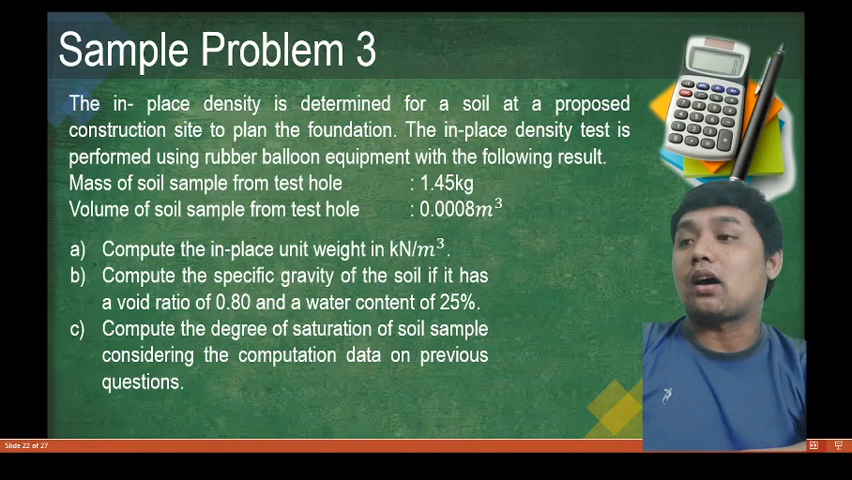 Sample Problem 3
The in- place density is determined for a soil at a proposed
construction site to plan the foundation. The in-place density test is
performed using rubber balloon equipment with the following result.
Mass of soil sample from test hole : 1.45kg
Volume of soil sample from test hole : 0.0008m³
a) Compute the in-place unit weight in kN/m³.
b) Compute the specific gravity of the soil if it has
a void ratio of 0.80 and a water content of 25%.
c) Compute the degree of saturation of soil sample
considering the computation data on previous
questions.
Slide 22 of 27